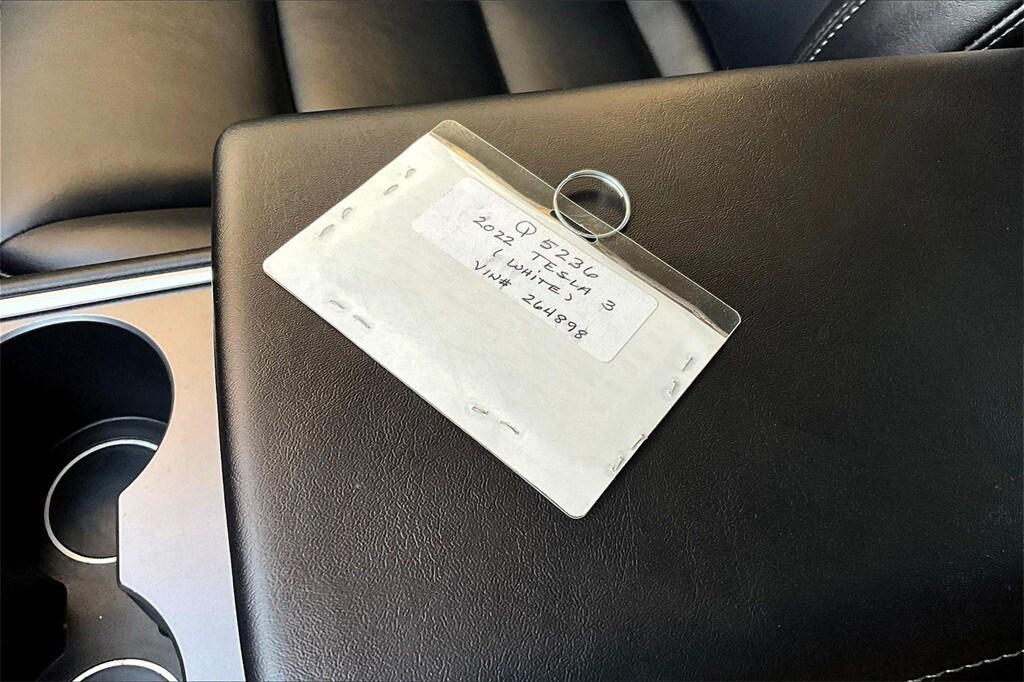 Q 5236
2022 TESLA 3
(WHITE)
VIN# 264898